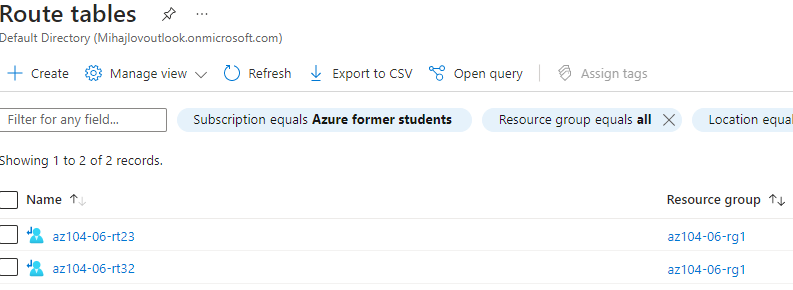 Route tables ...
Default Directory (Mihajlovoutlook.onmicrosoft.com)
Create Manage view Refresh Export to CSV Open query Assign tags
Filter for any field... Subscription equals Azure former students Resource group equals all Location equal
Showing 1 to 2 of 2 records.
Name Resource group
az104-06-rt23 az104-06-rg1
az104-06-rt32 az104-06-rg1